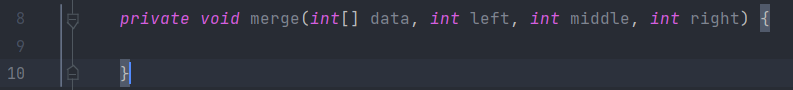 8 private void merge(int[] data, int left, int middle, int right) {
9
10 }